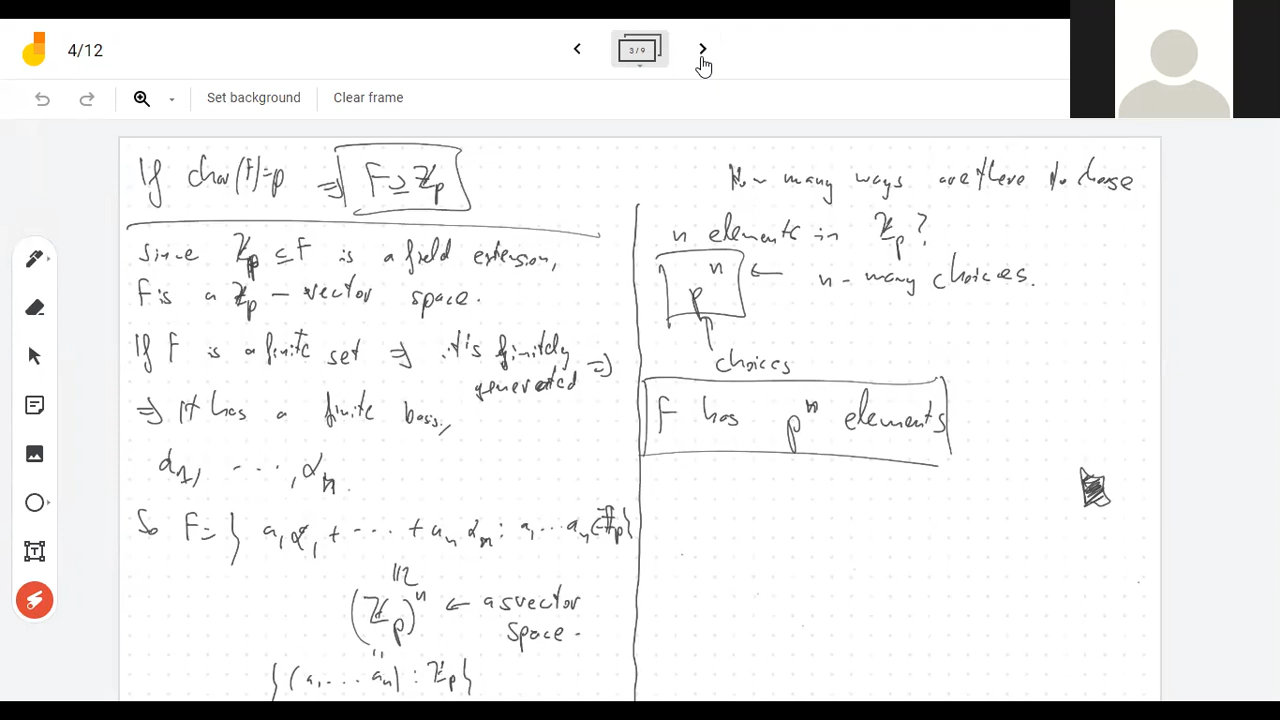 4/12
3/9
Set background
Clear frame
If char(F)=p ⇒ F ⊇ ℤp
Since ℤp ⊆ F is a field extension,
F is a ℤp - vector space.
If F is a finite set ⇒ it's finitely generated ⇒
⇒ It has a finite basis,
α1, ..., αn.
So F = { a1α1 + ... + anαn : a1 ... an ∈ ℤp}
(ℤp)^n ← as vector space.
{(a1 ... an) : ℤp}
How many ways are there to choose
n elements in ℤp?
p^n ← n-many choices.
choices
F has p^n elements